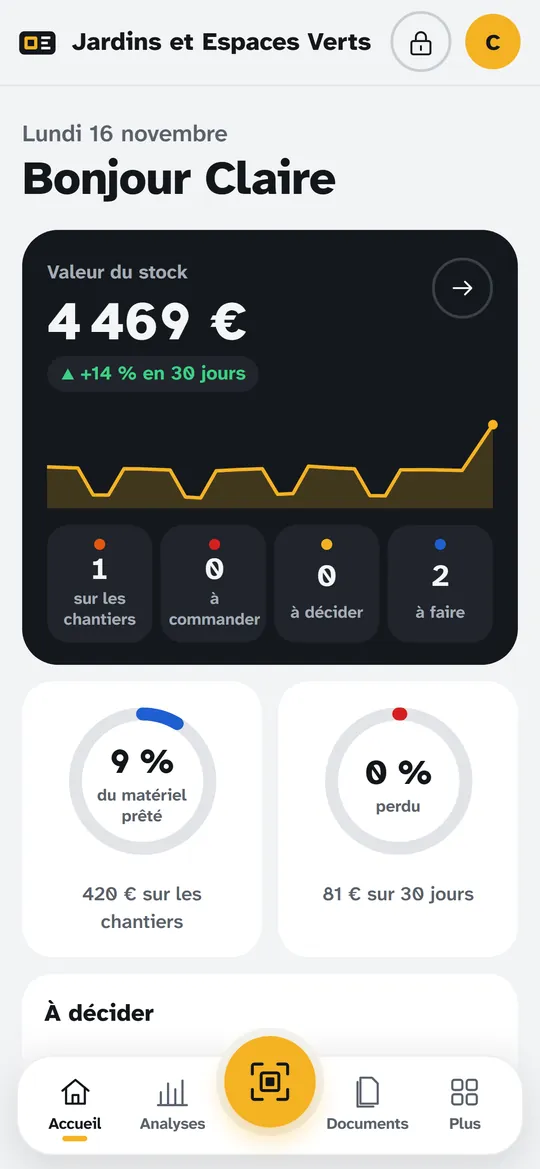 Jardins et Espaces Verts
C
Lundi 16 novembre
Bonjour Claire
Valeur du stock
4 469 €
▲ +14 % en 30 jours
1
sur les
chantiers
0
à
commander
0
à décider
2
à faire
9 %
du matériel
prêté
420 € sur les
chantiers
0 %
perdu
81 € sur 30 jours
À décider
Accueil
Analyses
Documents
Plus